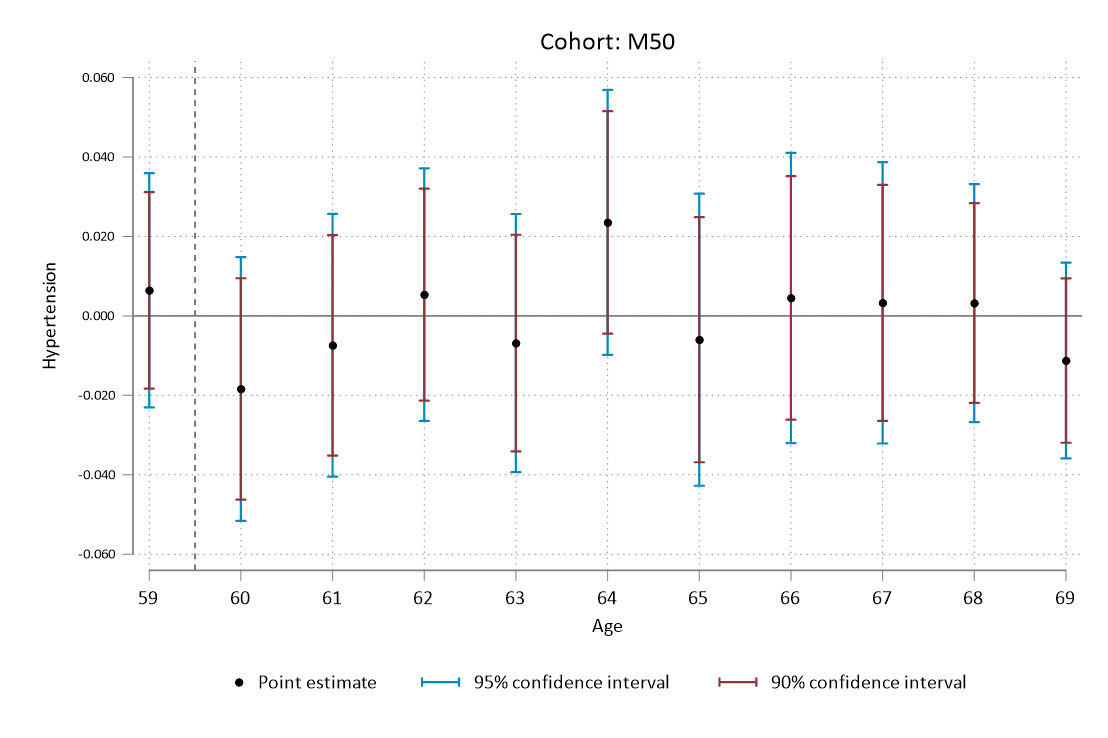 Cohort: M50
0.060
0.040
0.020
0.000
-0.020
-0.040
-0.060
Hypertension
59 60 61 62 63 64 65 66 67 68 69
Age
Point estimate 95% confidence interval 90% confidence interval